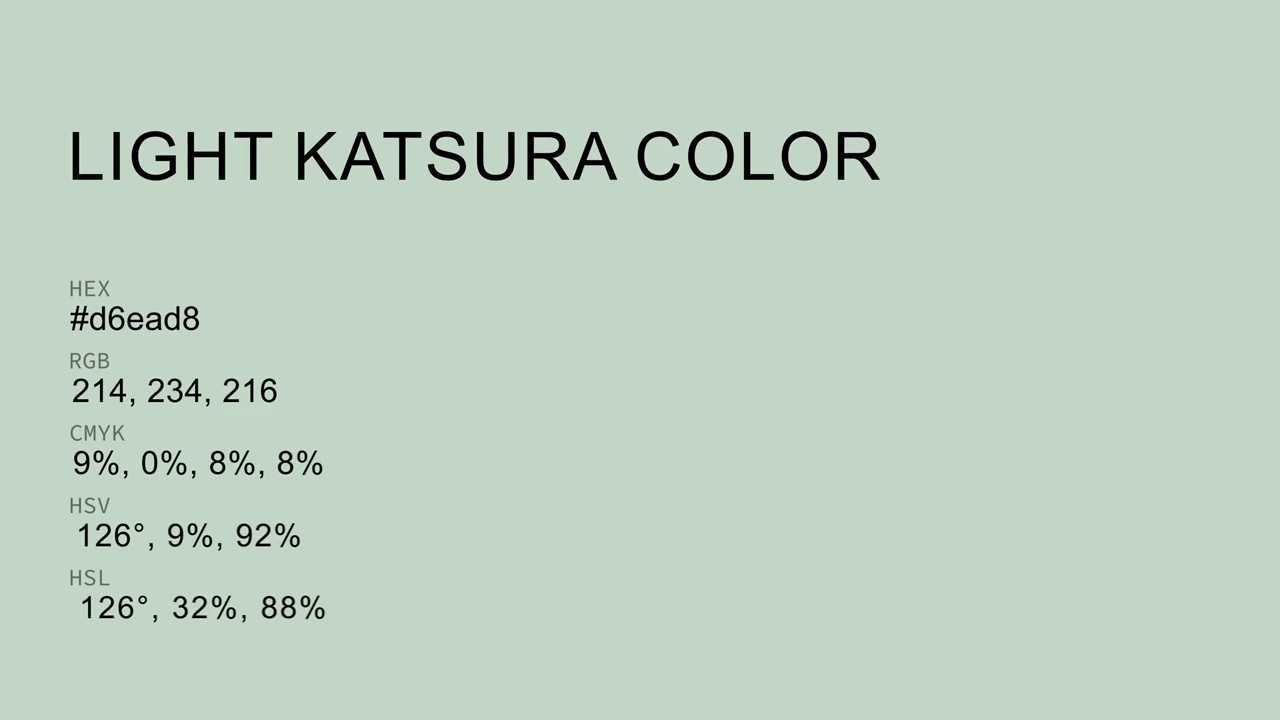 LIGHT KATSURA COLOR
HEX
#d6ead8
RGB
214, 234, 216
CMYK
9%, 0%, 8%, 8%
HSV
126°, 9%, 92%
HSL
126°, 32%, 88%